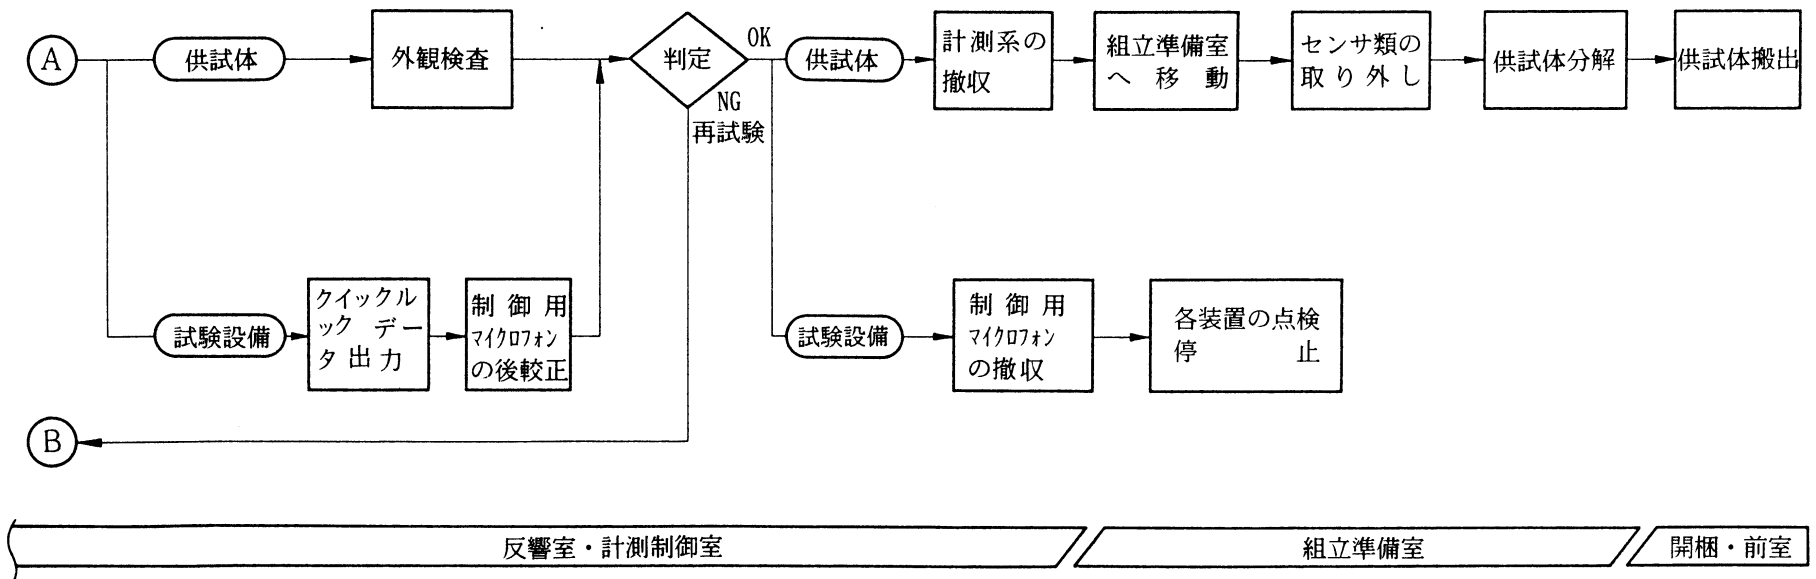 A
供試体
外観検査
判定
OK
NG
再試験
供試体
計測系の
撤収
組立準備室
へ移動
センサ類の
取り外し
供試体分解
供試体搬出
試験設備
クイックル
ック デー
タ出力
制御用
マイクロフォン
の後較正
試験設備
制御用
マイクロフォン
の撤収
各装置の点検
停止
B
反響室・計測制御室
組立準備室
開梱・前室